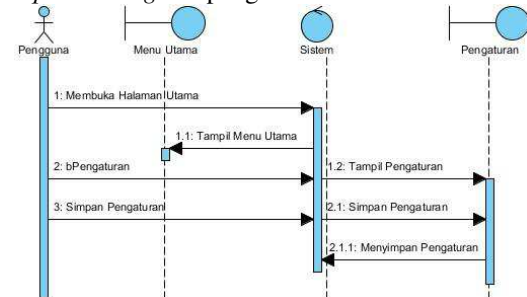 Pengguna
Menu Utama
Sistem
Pengaturan
1: Membuka Halaman Utama
1.1: Tampil Menu Utama
2: bPengaturan
1.2: Tampil Pengaturan
3: Simpan Pengaturan
2.1: Simpan Pengaturan
2.1.1: Menyimpan Pengaturan